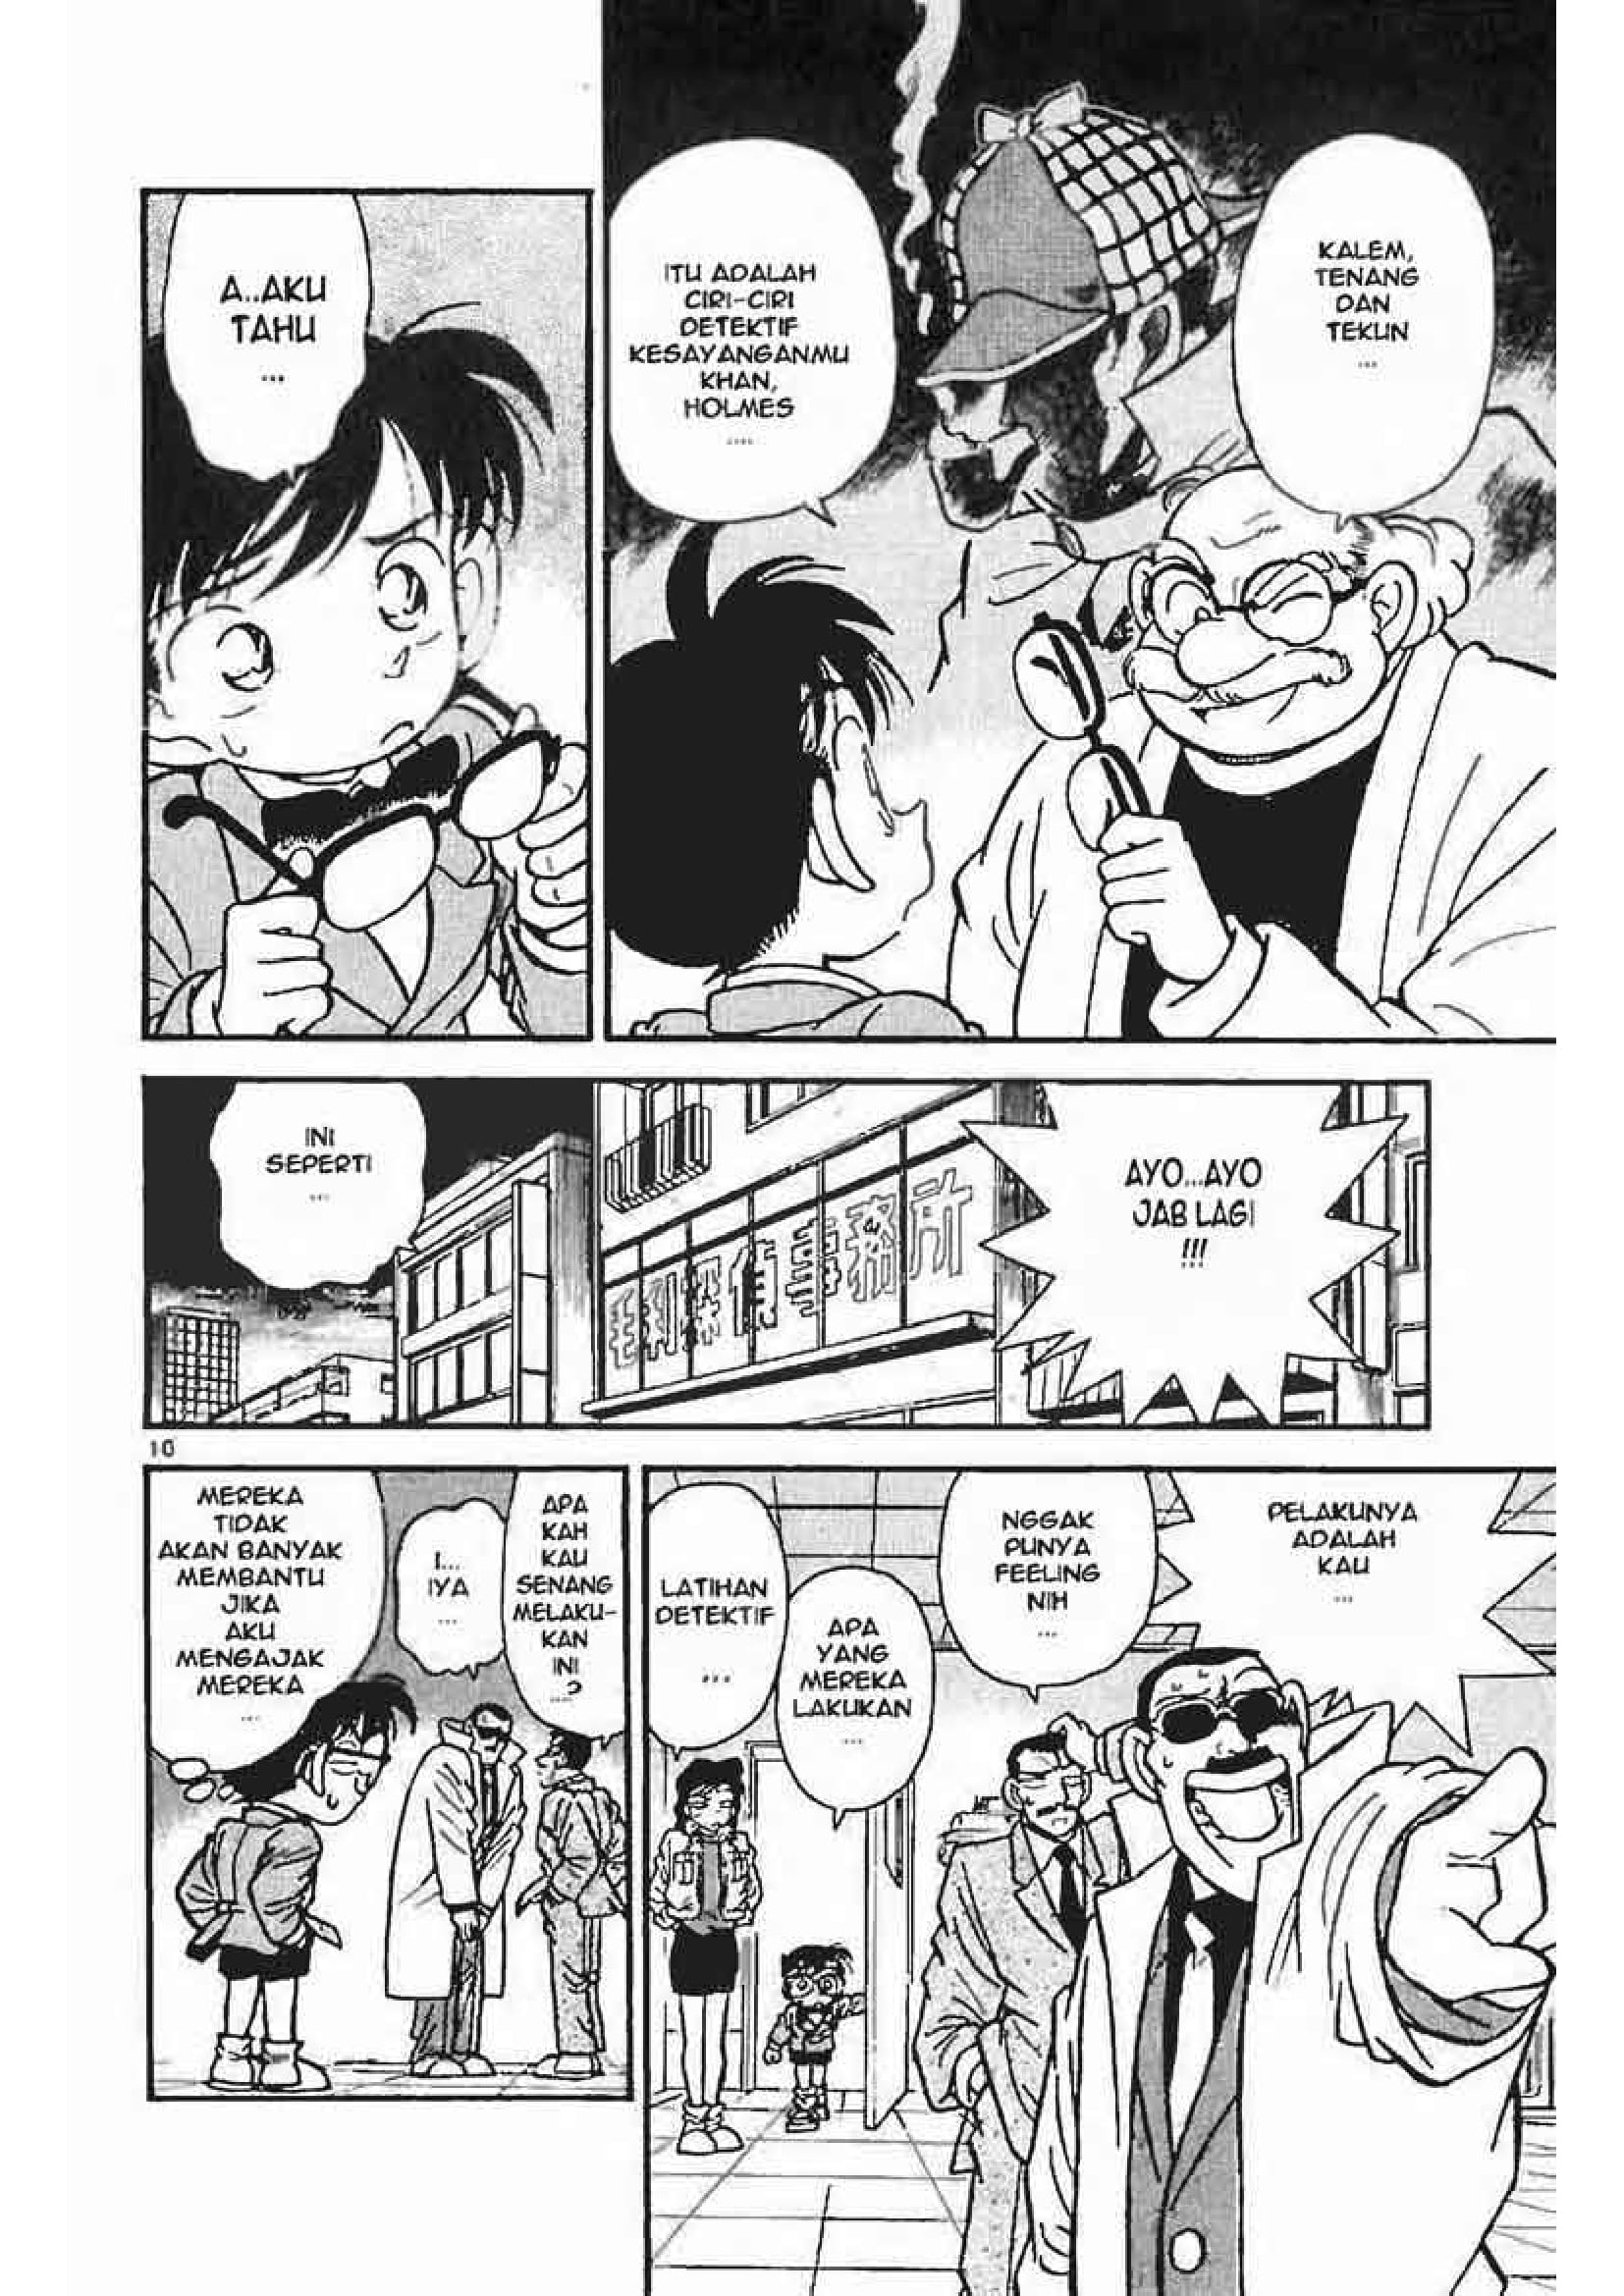 KALEM,
TENANG
DAN
TEKUN
...
ITU ADALAH
CIRI-CIRI
DETEKTIF
KESAYANGANMU
KHAN,
HOLMES
....
A..AKU
TAHU
...
AYO...AYO
JAB LAGI
!!!
毛利探偵事務所
INI
SEPERTI
...
10
PELAKUNYA
ADALAH
KAU
...
NGGAK
PUNYA
FEELING
NIH
...
APA
YANG
MEREKA
LAKUKAN
...
LATIHAN
DETEKTIF
...
APA
KAH
KAU
SENANG
MELAKU-
KAN
INI
....?
I...
IYA
...
MEREKA
TIDAK
AKAN BANYAK
MEMBANTU
JIKA
AKU
MENGAJAK
MEREKA
...